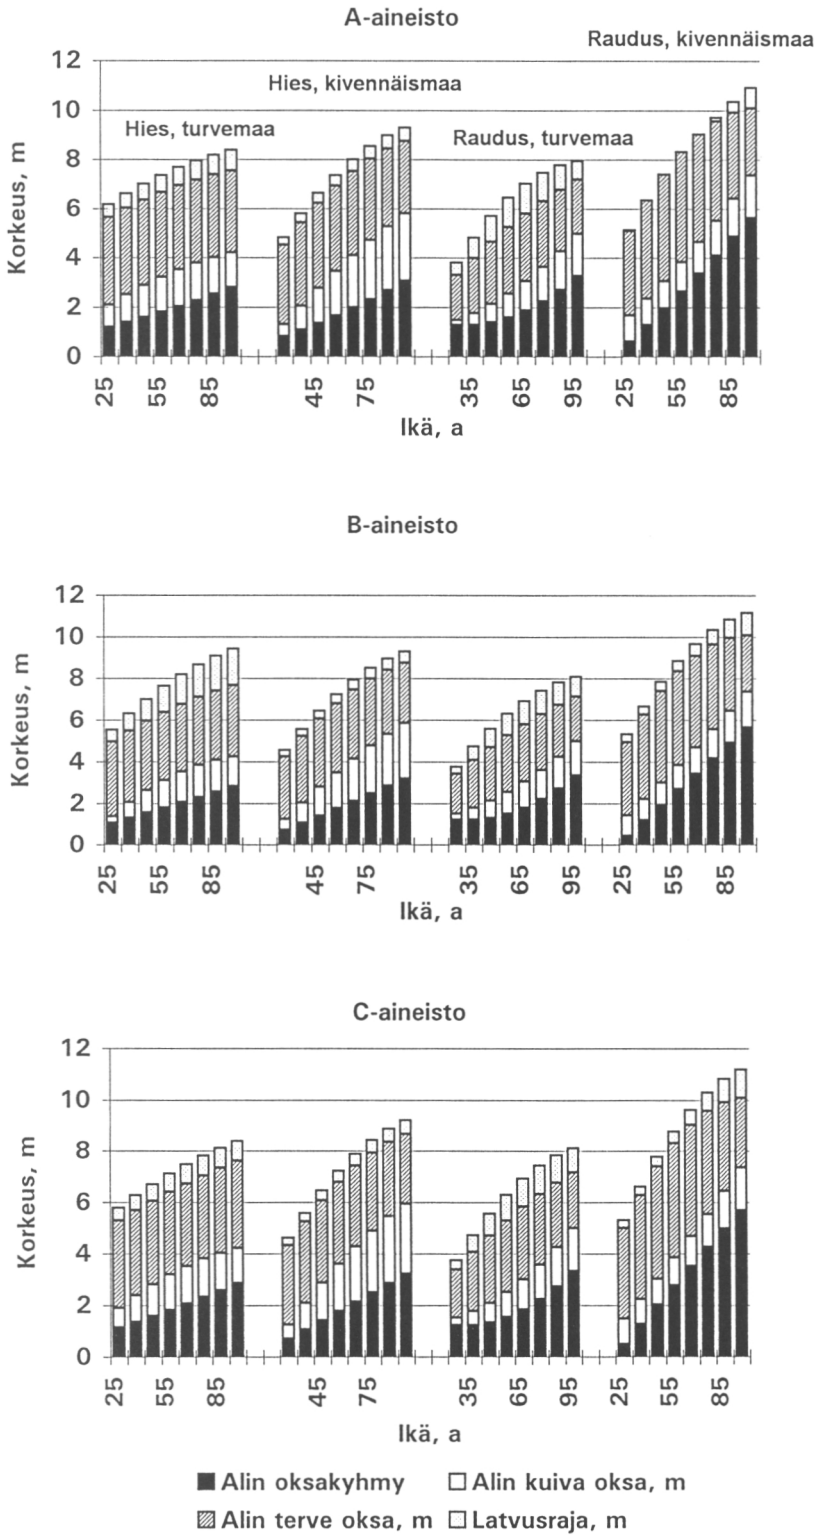 A-aineisto
Raudus, kivennäismaa
Hies, kivennäismaa
Hies, turvemaa
Raudus, turvemaa
Korkeus, m
12
10
8
6
4
2
0
25 55 85 45 75 35 65 95 25 55 85
Ikä, a
B-aineisto
Korkeus, m
12
10
8
6
4
2
0
25 55 85 45 75 35 65 95 25 55 85
Ikä, a
C-aineisto
Korkeus, m
12
10
8
6
4
2
0
25 55 85 45 75 35 65 95 25 55 85
Ikä, a
Alin oksakyhmy Alin kuiva oksa, m
Alin terve oksa, m Latvusraja, m